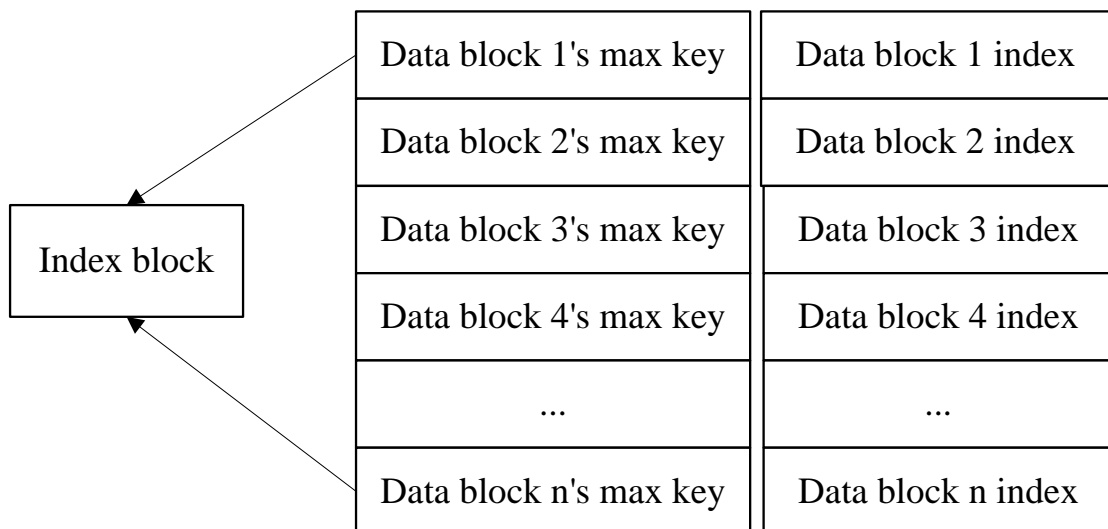 Data block 1's max key Data block 1 index
Data block 2's max key Data block 2 index
Data block 3's max key Data block 3 index
Index block
Data block 4's max key Data block 4 index
... ...
Data block n's max key Data block n index